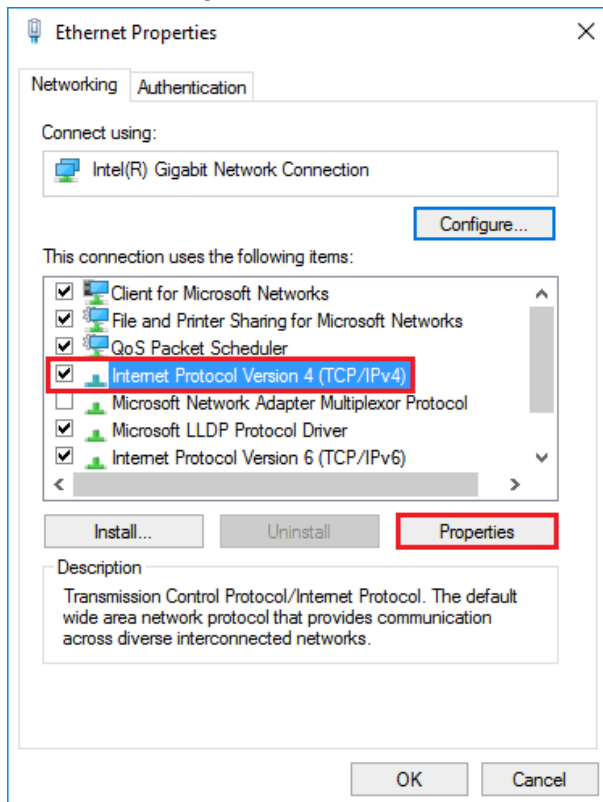 Ethernet Properties
Networking
Authentication
Connect using:
Intel(R) Gigabit Network Connection
Configure...
This connection uses the following items:
Client for Microsoft Networks
File and Printer Sharing for Microsoft Networks
QoS Packet Scheduler
Internet Protocol Version 4 (TCP/IPv4)
Microsoft Network Adapter Multiplexor Protocol
Microsoft LLDP Protocol Driver
Internet Protocol Version 6 (TCP/IPv6)
Install...
Uninstall
Properties
Description
Transmission Control Protocol/Internet Protocol. The default
wide area network protocol that provides communication
across diverse interconnected networks.
OK
Cancel